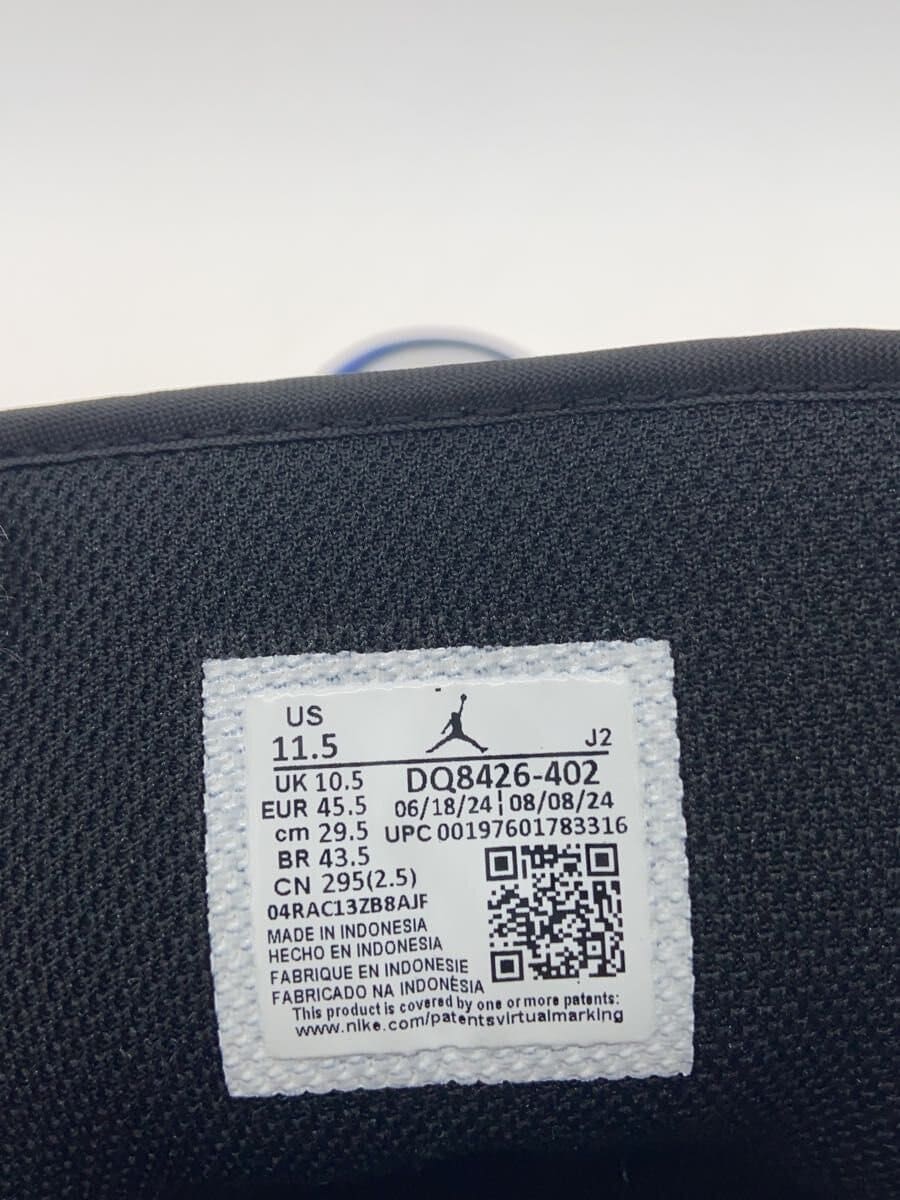 US
11.5
J2
UK 10.5
DQ8426-402
EUR 45.5
06/18/24 08/08/24
cm 29.5
UPC 00197601783316
BR 43.5
CN 295(2.5)
04RAC13ZB8AJF
MADE IN INDONESIA
HECHO EN INDONESIA
FABRIQUE EN INDONESIE
FABRICADO NA INDONÉSIA
This product is covered by one or more patents:
www.nike.com/patentsvirtualmarking